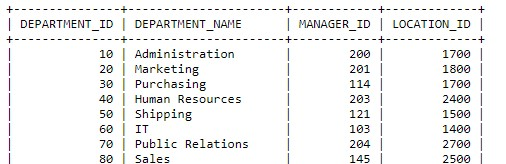 DEPARTMENT_ID | DEPARTMENT_NAME | MANAGER_ID | LOCATION_ID
10 | Administration | 200 | 1700
20 | Marketing | 201 | 1800
30 | Purchasing | 114 | 1700
40 | Human Resources | 203 | 2400
50 | Shipping | 121 | 1500
60 | IT | 103 | 1400
70 | Public Relations | 204 | 2700
80 | Sales | 145 | 2500